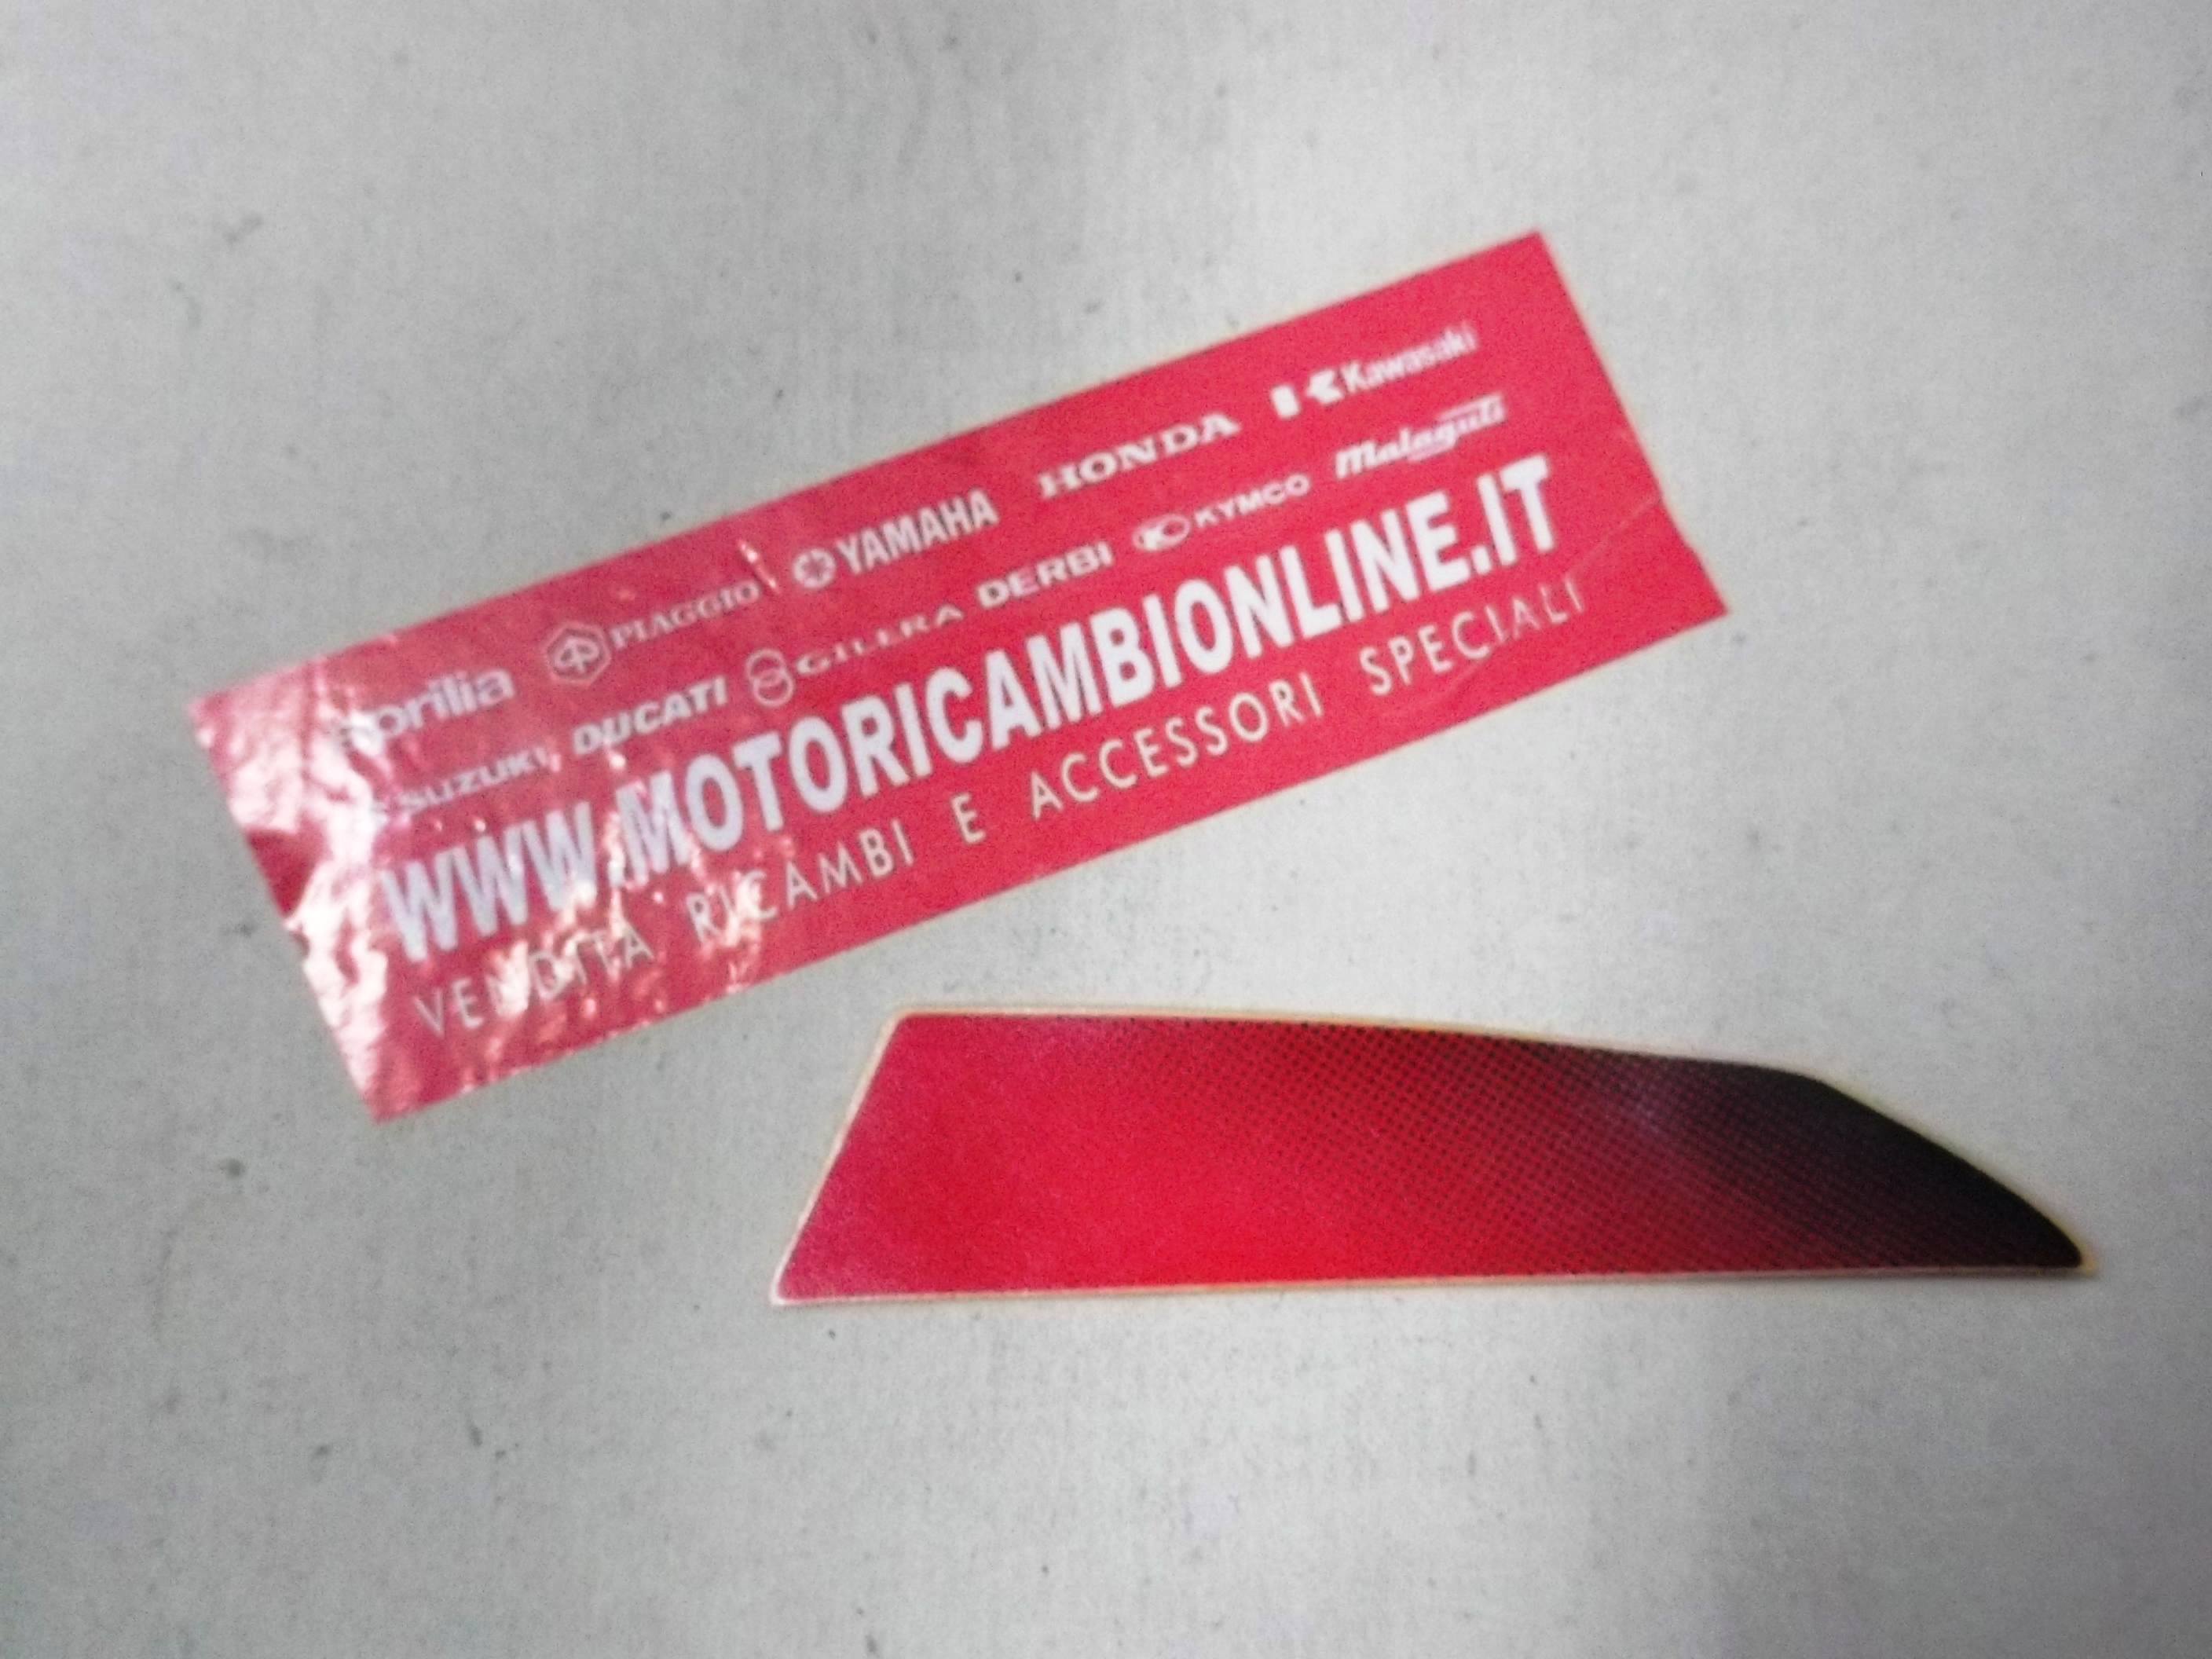 aprilia PIAGGIO YAMAHA HONDA Kawasaki
SUZUKI DUCATI GILERA DERBI KYMCO Malaguti
WWW.MOTORICAMBIONLINE.IT
VENDITA RICAMBI E ACCESSORI SPECIALI